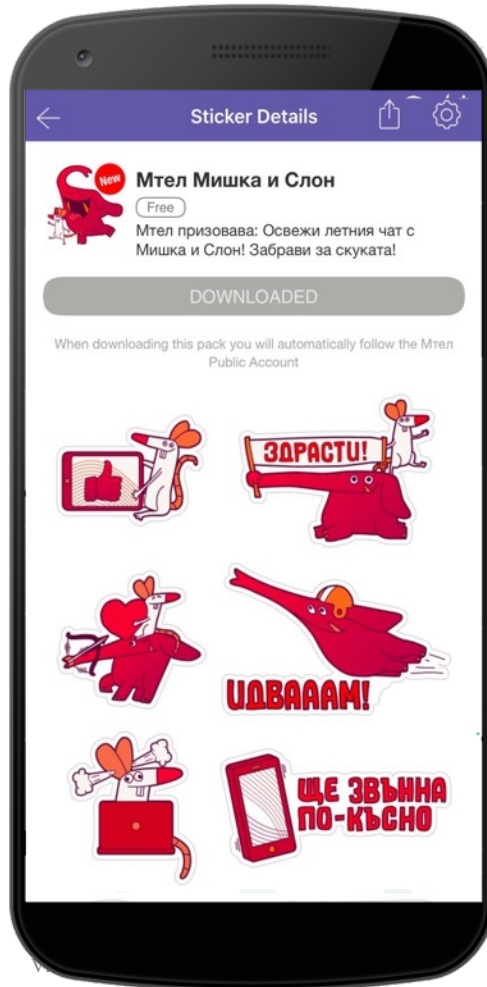 Sticker Details
New
Мтел Мишка и Слон
Free
Мтел призовава: Освежи летния чат с
Мишка и Слон! Забрави за скуката!
DOWNLOADED
When downloading this pack you will automatically follow the Мтел
Public Account
ЗДРАСТИ!
ИДВАААМ!
ЩЕ ЗВЪННА
ПО-КЪСНО